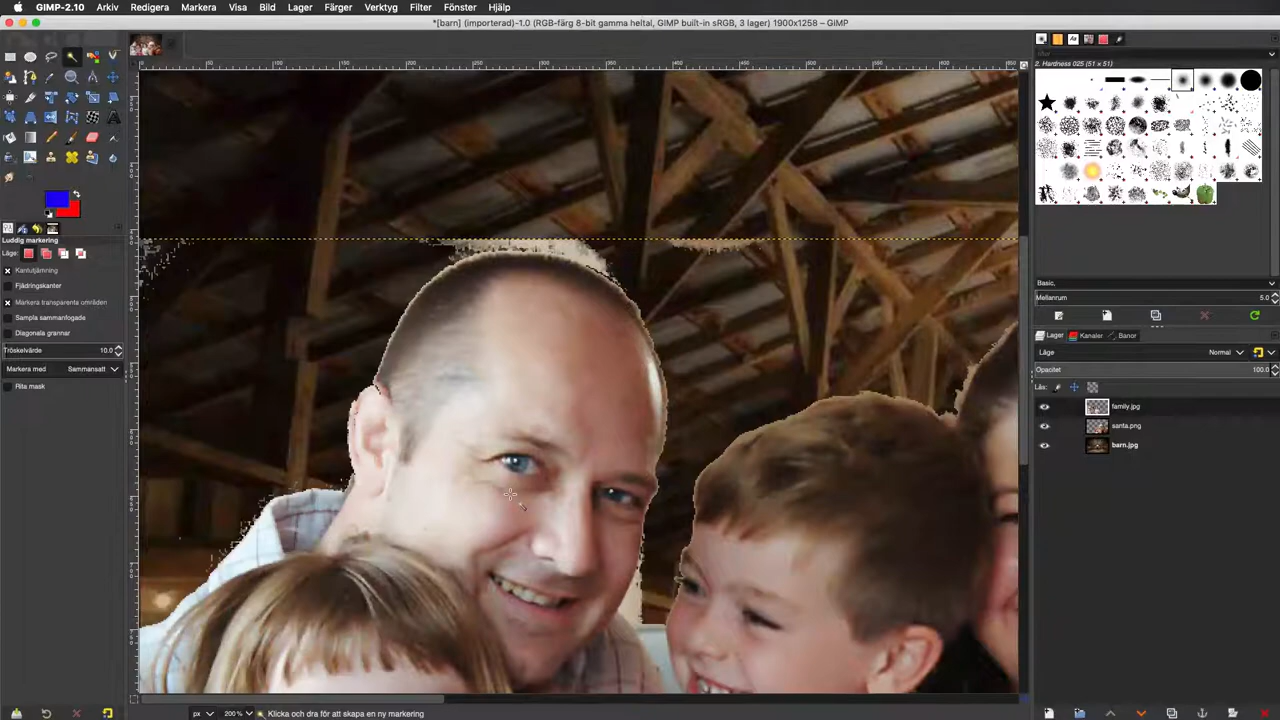 GIMP-2.10 Arkiv Redigera Markera Visa Bild Lager Färger Verktyg Filter Fönster Hjälp
*[barn] (importerad)-1.0 (RGB-färg 8-bit gamma heltal, GIMP built-in sRGB, 3 lager) 1900x1258 – GIMP
filter
2. Hardness 025 (51 × 51)
Luddig markering
Läge:
Kantutjämning
Fjädringskanter
Markera transparenta områden
Sampla sammanfogade
Diagonala grannar
Tröskelvärde 10.0
Markera med Sammansatt
Rita mask
Basic,
Mellanrum 5.0
Lager Kanaler Banor
Läge Normal
Opacitet 100.0
Lås:
family.jpg
santa.png
barn.jpg
px 200% Klicka och dra för att skapa en ny markering